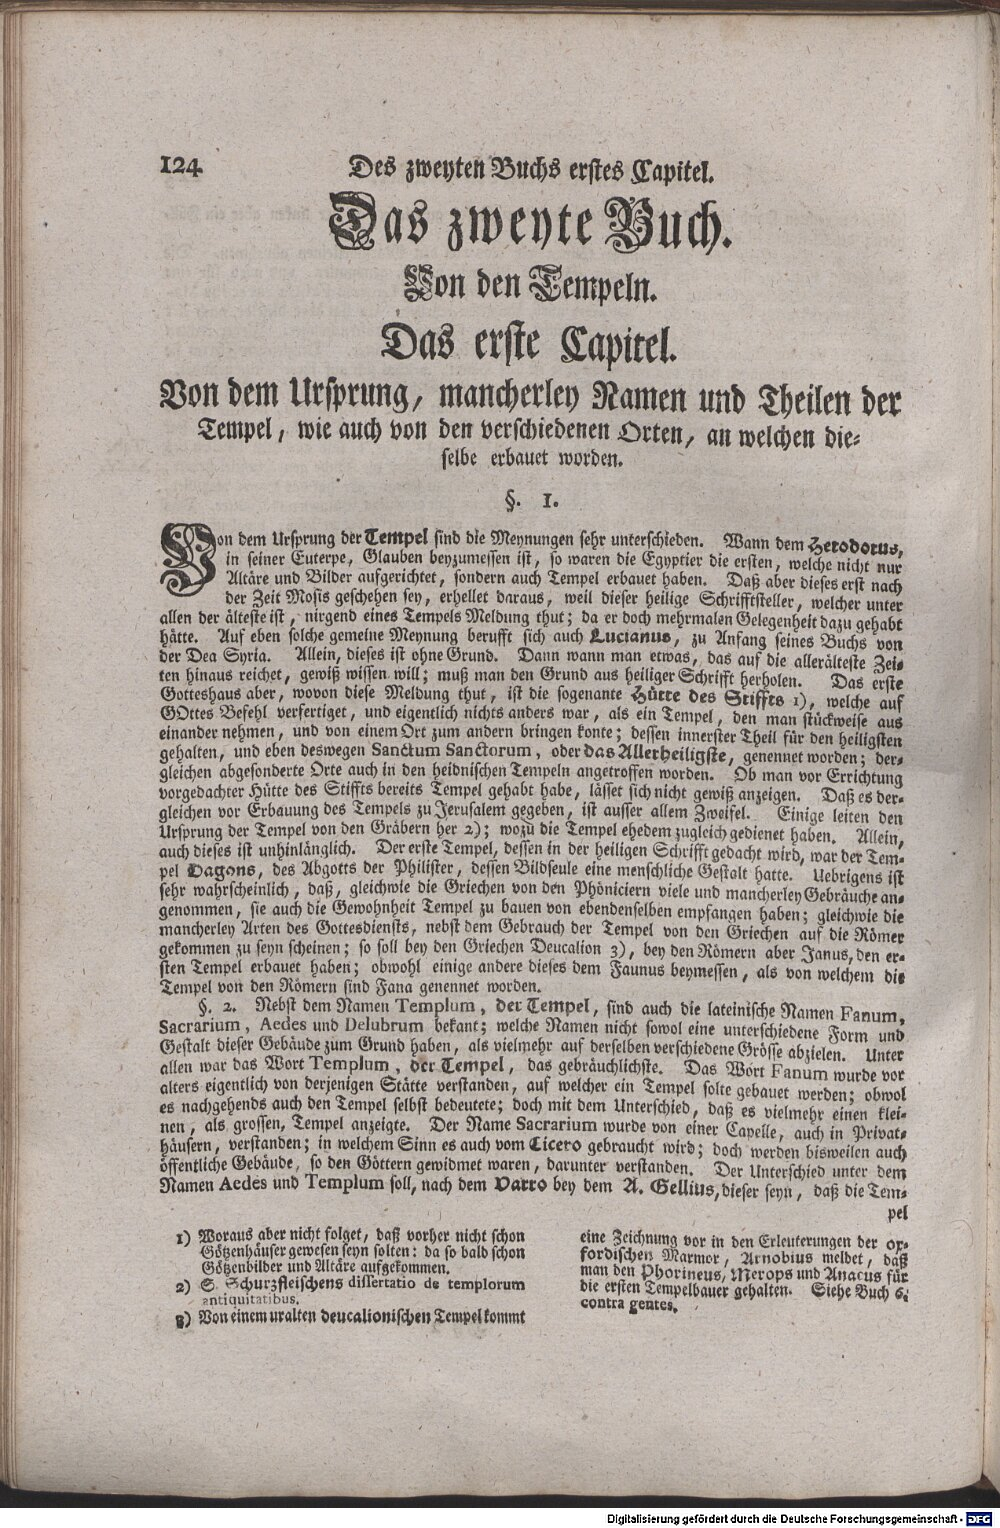 124
Des zweyten Buchs erstes Capitel.
Das zweyte Buch.
Von den Tempeln.
Das erste Capitel.
Von dem Ursprung, mancherley Namen und Theilen der
Tempel, wie auch von den verschiedenen Orten, an welchen die-
selbe erbauet worden.
§. 1.
Von dem Ursprung der Tempel sind die Meynungen sehr unterschieden. Wann dem Herodotus,
in seiner Euterpe, Glauben beyzumessen ist, so waren die Egyptier die ersten, welche nicht nur
Altäre und Bilder aufgerichtet, sondern auch Tempel erbauet haben. Daß aber dieses erst nach
der Zeit Mosis geschehen sey, erhellet daraus, weil dieser heilige Schrifftsteller, welcher unter
allen der älteste ist, nirgend eines Tempels Meldung thut; da er doch mehrmalen Gelegenheit dazu gehabt
hätte. Auf eben solche gemeine Meynung berufft sich auch Lucianus, zu Anfang seines Buchs von
der Dea Syria. Allein, dieses ist ohne Grund. Dann wann man etwas, das auf die allerälteste Zei-
ten hinaus reichet, gewiß wissen will; muß man den Grund aus heiliger Schrifft herholen. Das erste
Gotteshaus aber, wovon diese Meldung thut, ist die sogenante Hütte des Stiffts 1), welche auf
GOttes Befehl verfertiget, und eigentlich nichts anders war, als ein Tempel, den man stückweise aus
einander nehmen, und von einem Ort zum andern bringen konte; dessen innerster Theil für den heiligsten
gehalten, und eben deswegen Sanctum Sanctorum, oder das Allerheiligste, genennet worden; der-
gleichen abgesonderte Orte auch in den heidnischen Tempeln angetroffen worden. Ob man vor Errichtung
vorgedachter Hütte des Stiffts bereits Tempel gehabt habe, lässet sich nicht gewiß anzeigen. Daß es der-
gleichen vor Erbauung des Tempels zu Jerusalem gegeben, ist ausser allem Zweifel. Einige leiten den
Ursprung der Tempel von den Gräbern her 2); wozu die Tempel ehedem zugleich gedienet haben. Allein,
auch dieses ist unhinlänglich. Der erste Tempel, dessen in der heiligen Schrifft gedacht wird, war der Tem-
pel Dagons, des Abgotts der Philister, dessen Bildseule eine menschliche Gestalt hatte. Uebrigens ist
sehr wahrscheinlich, daß, gleichwie die Griechen von den Phöniciern viele und mancherley Gebräuche an-
genommen, sie auch die Gewohnheit Tempel zu bauen von ebendenselben empfangen haben; gleichwie die
mancherley Arten des Gottesdiensts, nebst dem Gebrauch der Tempel von den Griechen auf die Römer
gekommen zu seyn scheinen; so soll bey den Griechen Deucalion 3), bey den Römern aber Janus, den er-
sten Tempel erbauet haben; obwohl einige andere dieses dem Faunus beymessen, als von welchem die
Tempel von den Römern sind Fana genennet worden.
§. 2. Nebst dem Namen Templum, der Tempel, sind auch die lateinische Namen Fanum,
Sacrarium, Aedes und Delubrum bekant; welche Namen nicht sowol eine unterschiedene Form und
Gestalt dieser Gebäude zum Grund haben, als vielmehr auf derselben verschiedene Grösse abzielen. Unter
allen war das Wort Templum, der Tempel, das gebräuchlichste. Das Wort Fanum wurde vor
alters eigentlich von derjenigen Stätte verstanden, auf welcher ein Tempel solte gebauet werden; obwol
es nachgehends auch den Tempel selbst bedeutete; doch mit dem Unterschied, daß es vielmehr einen klei-
nen, als grossen, Tempel anzeigte. Der Name Sacrarium wurde von einer Capelle, auch in Privat-
häusern, verstanden; in welchem Sinn es auch vom Cicero gebraucht wird; doch werden bisweilen auch
öffentliche Gebäude, so den Göttern gewidmet waren, darunter verstanden. Der Unterschied unter dem
Namen Aedes und Templum soll, nach dem Varro bey dem A. Gellius, dieser seyn, daß die Tem-
pel
1) Woraus aber nicht folget, daß vorher nicht schon
Götzenhäuser gewesen seyn solten: da so bald schon
Götzenbilder und Altäre aufgekommen.
2) S. Schurzfleischens dissertatio de templorum
antiquitatibus.
3) Von einem uralten deucalionischen Tempel kommt
eine Zeichnung vor in den Erleuterungen der ox-
fordischen Marmor, Arnobius meldet, daß
man den Phorineus, Merops und Anacus für
die ersten Tempelbauer gehalten. Siehe Buch 6.
contra gentes.
Digitalisierung gefördert durch die Deutsche Forschungsgemeinschaft - DFG